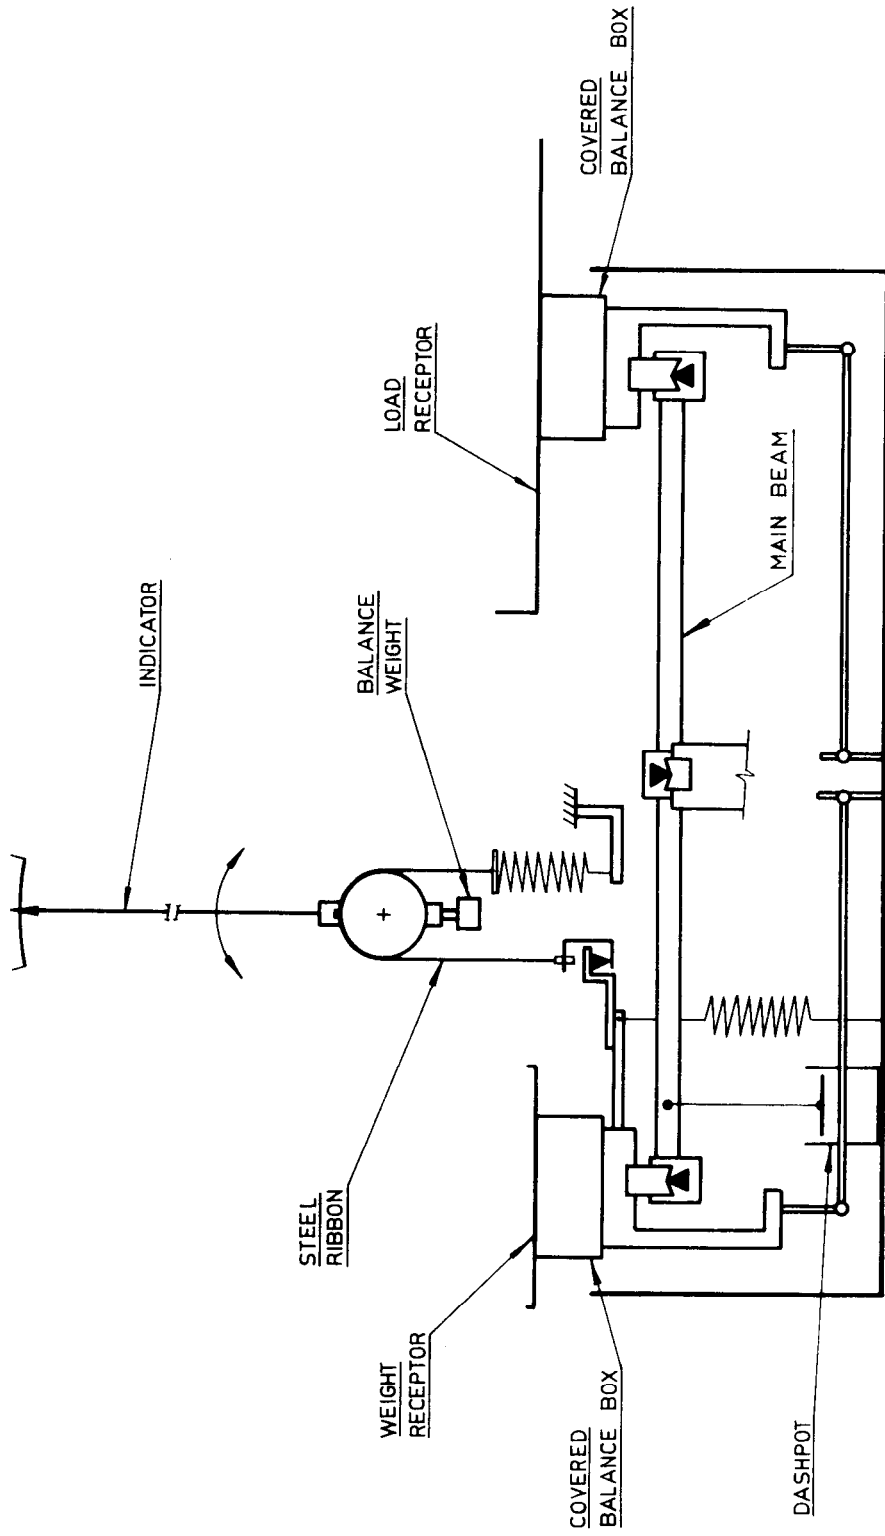 INDICATOR
BALANCE
WEIGHT
LOAD
RECEPTOR
COVERED
BALANCE BOX
STEEL
RIBBON
WEIGHT
RECEPTOR
MAIN BEAM
COVERED
BALANCE BOX
DASHPOT